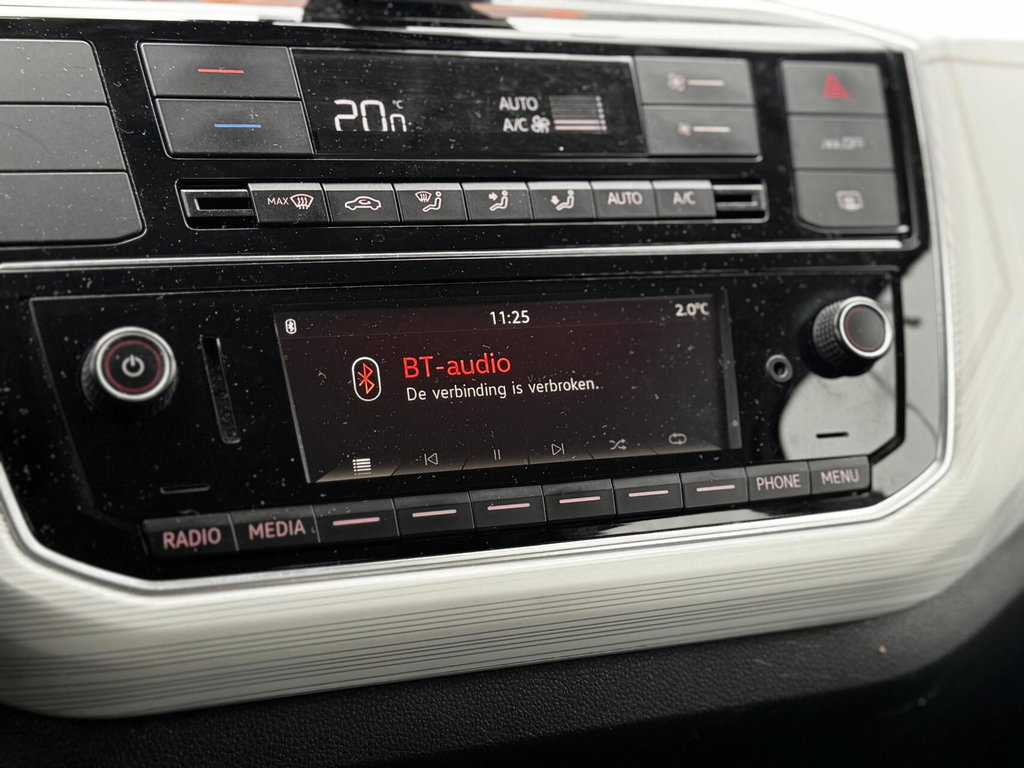 20
°C
AUTO
A/C
MAX
AUTO
A/C
11:25
2.0°C
BT-audio
De verbinding is verbroken.
RADIO
MEDIA
PHONE
MENU